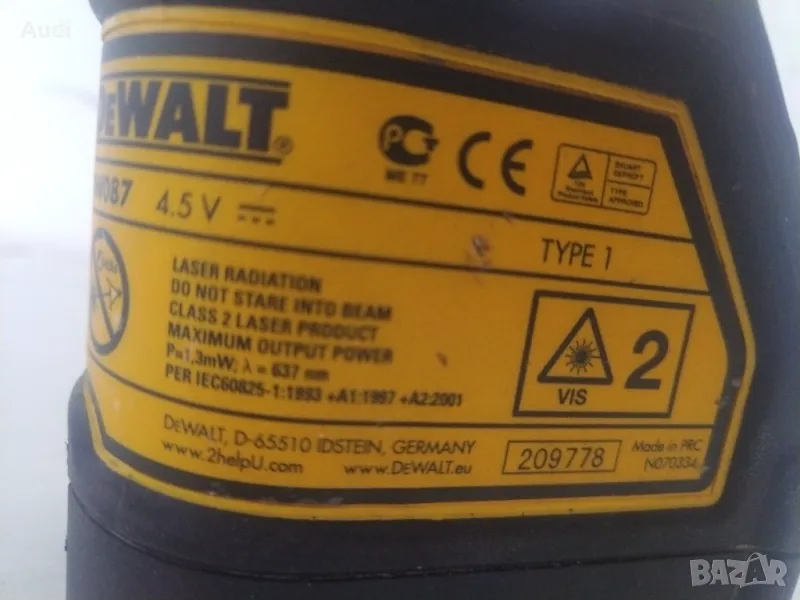 Audi
DEWALT®
W087 4.5 V
PG
ME 77
CE
TYPE APPROVED
TYPE 1
LASER RADIATION
DO NOT STARE INTO BEAM
CLASS 2 LASER PRODUCT
MAXIMUM OUTPUT POWER
P=1,3mW; λ = 637 nm
PER IEC60825-1:1993 +A1:1997 +A2:2001
VIS
2
DEWALT, D-65510 IDSTEIN, GERMANY
www.2helpU.com www.DEWALT.eu
209778
Made in PRC
N070334
BAZAR